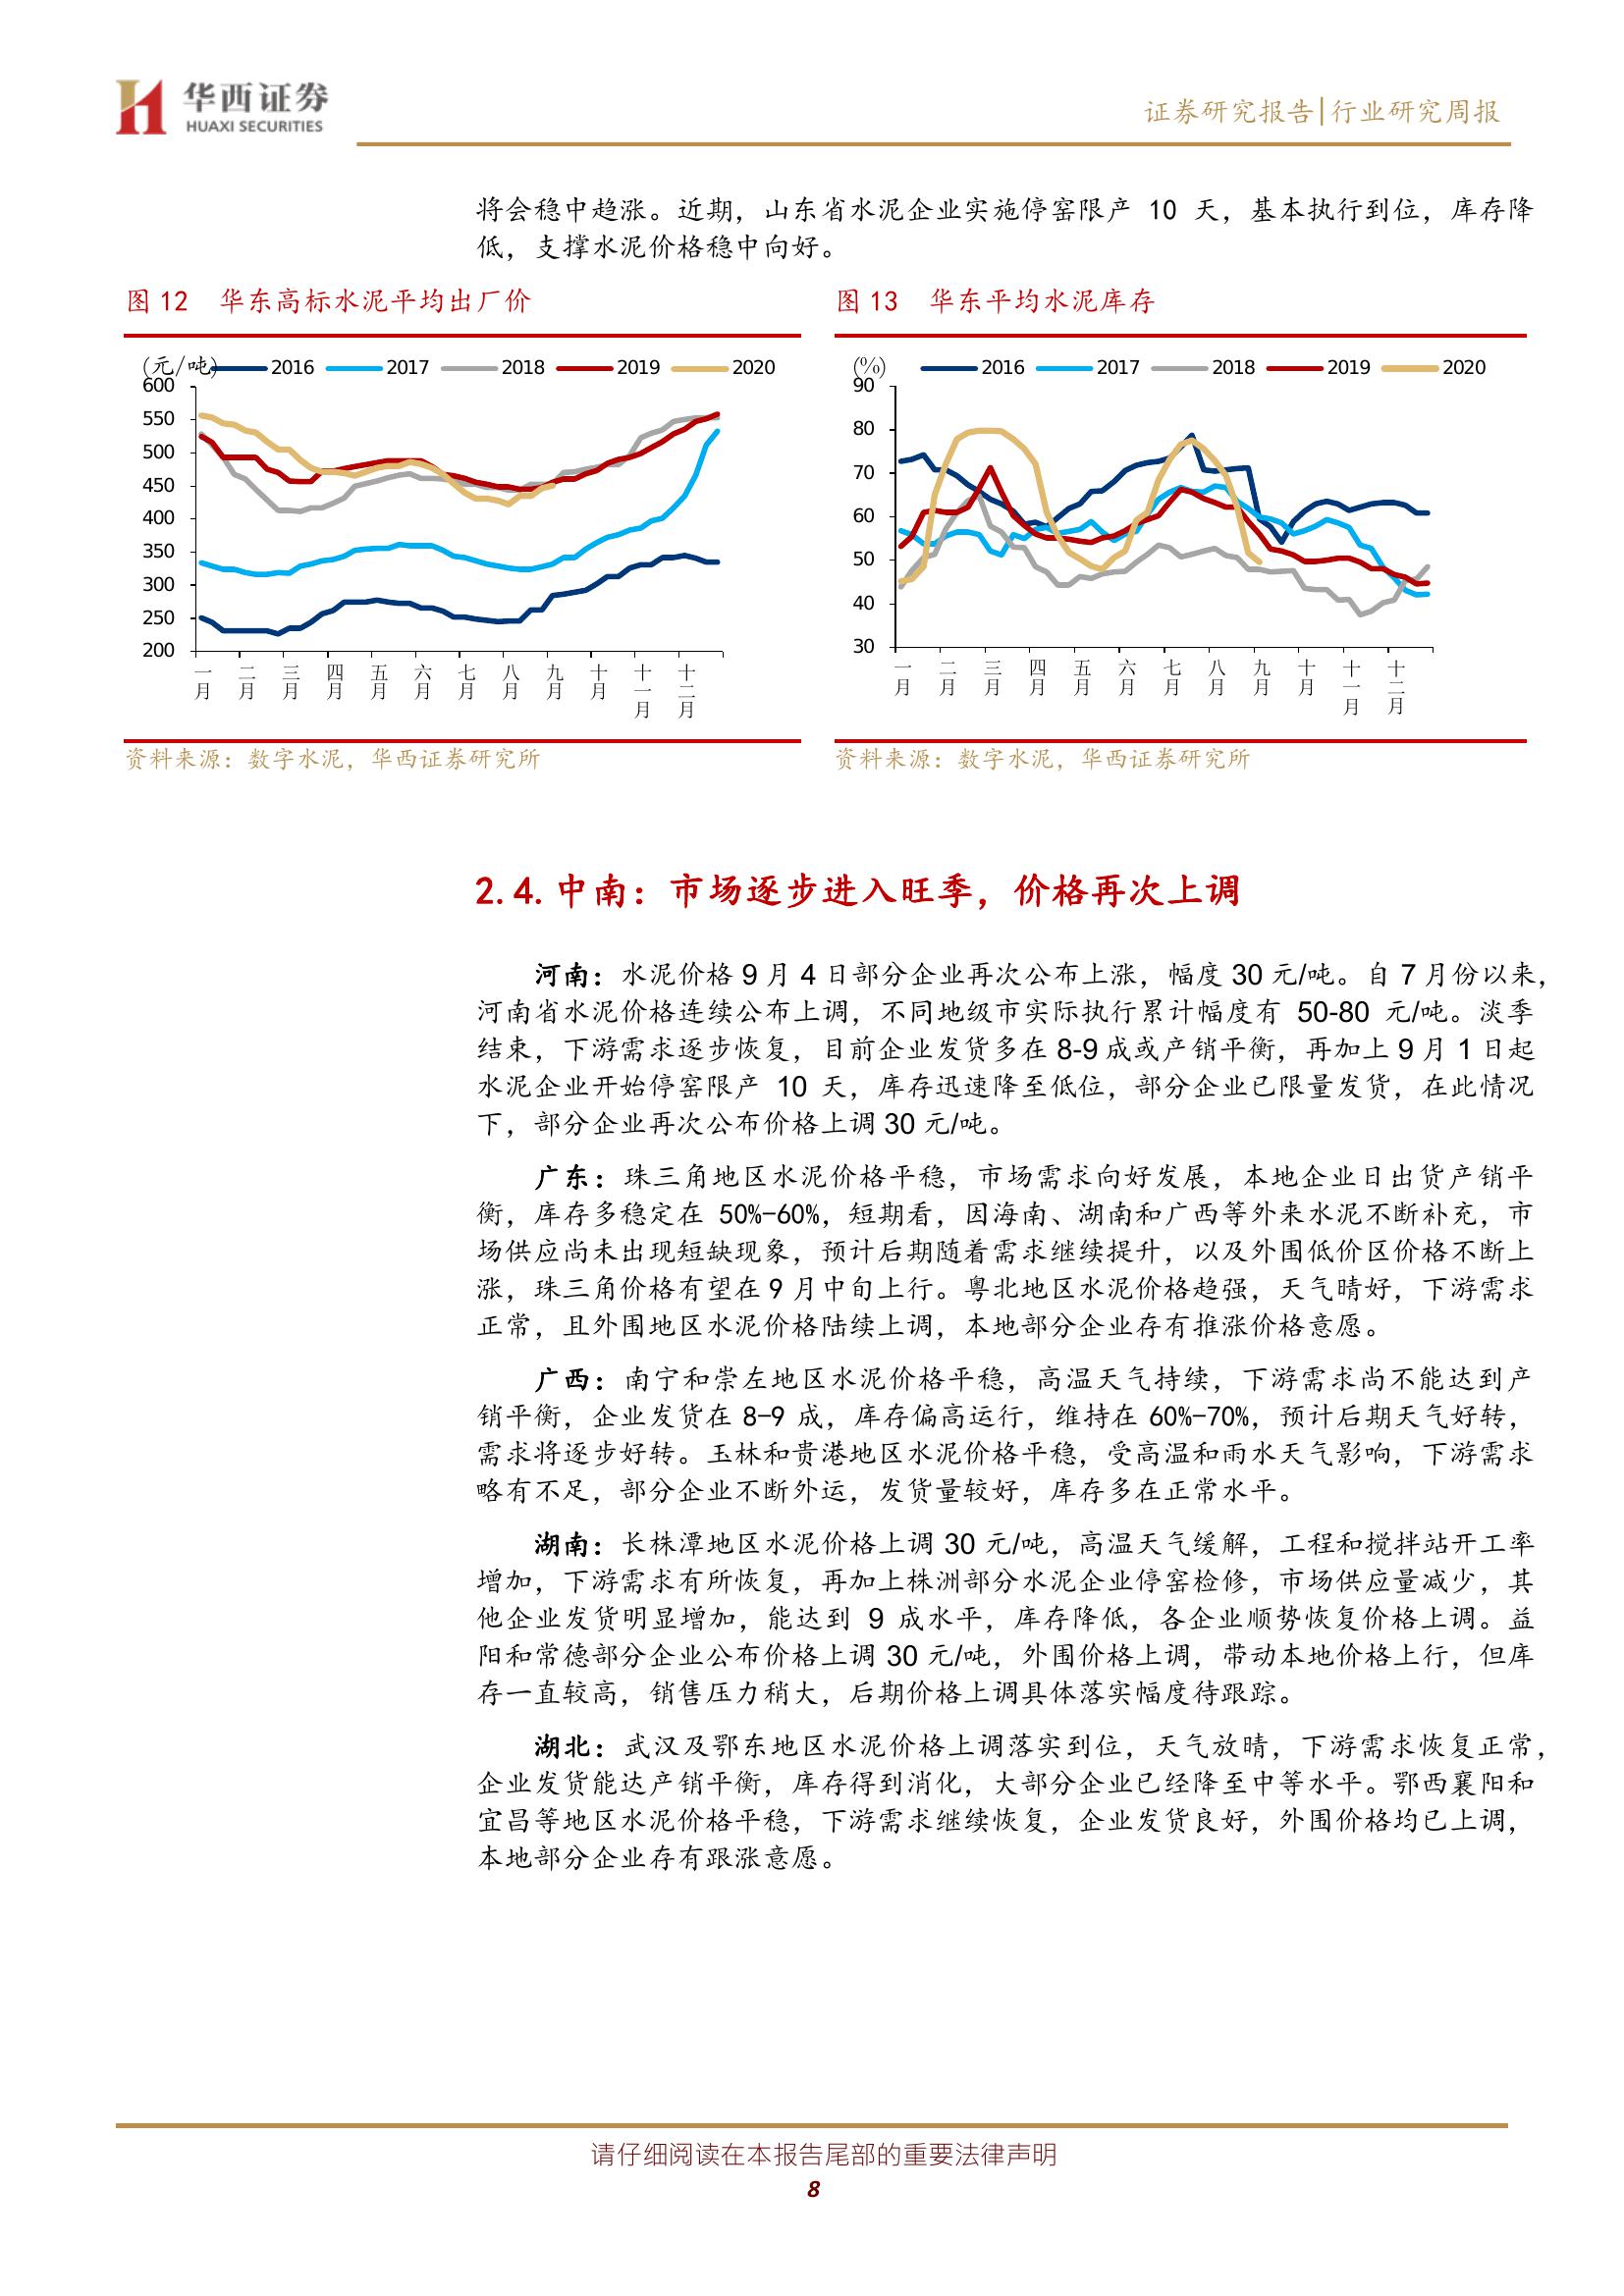 华西证券
HUAXI SECURITIES
证券研究报告|行业研究周报
将会稳中趋涨。近期，山东省水泥企业实施停窑限产 10 天，基本执行到位，库存降
低，支撑水泥价格稳中向好。
图 12 华东高标水泥平均出厂价
(元/吨) 2016 2017 2018 2019 2020
600
550
500
450
400
350
300
250
200
一月 二月 三月 四月 五月 六月 七月 八月 九月 十月 十一月 十二月
资料来源：数字水泥，华西证券研究所
图 13 华东平均水泥库存
(%) 2016 2017 2018 2019 2020
90
80
70
60
50
40
30
一月 二月 三月 四月 五月 六月 七月 八月 九月 十月 十一月 十二月
资料来源：数字水泥，华西证券研究所
2.4.中南：市场逐步进入旺季，价格再次上调
河南：水泥价格 9 月 4 日部分企业再次公布上涨，幅度 30 元/吨。自 7 月份以来，
河南省水泥价格连续公布上调，不同地级市实际执行累计幅度有 50-80 元/吨。淡季
结束，下游需求逐步恢复，目前企业发货多在 8-9 成或产销平衡，再加上 9 月 1 日起
水泥企业开始停窑限产 10 天，库存迅速降至低位，部分企业已限量发货，在此情况
下，部分企业再次公布价格上调 30 元/吨。
广东：珠三角地区水泥价格平稳，市场需求向好发展，本地企业日出货产销平
衡，库存多稳定在 50%-60%，短期看，因海南、湖南和广西等外来水泥不断补充，市
场供应尚未出现短缺现象，预计后期随着需求继续提升，以及外围低价区价格不断上
涨，珠三角价格有望在 9 月中旬上行。粤北地区水泥价格趋强，天气晴好，下游需求
正常，且外围地区水泥价格陆续上调，本地部分企业存有推涨价格意愿。
广西：南宁和崇左地区水泥价格平稳，高温天气持续，下游需求尚不能达到产
销平衡，企业发货在 8-9 成，库存偏高运行，维持在 60%-70%，预计后期天气好转，
需求将逐步好转。玉林和贵港地区水泥价格平稳，受高温和雨水天气影响，下游需求
略有不足，部分企业不断外运，发货量较好，库存多在正常水平。
湖南：长株潭地区水泥价格上调 30 元/吨，高温天气缓解，工程和搅拌站开工率
增加，下游需求有所恢复，再加上株洲部分水泥企业停窑检修，市场供应量减少，其
他企业发货明显增加，能达到 9 成水平，库存降低，各企业顺势恢复价格上调。益
阳和常德部分企业公布价格上调 30 元/吨，外围价格上调，带动本地价格上行，但库
存一直较高，销售压力稍大，后期价格上调具体落实幅度待跟踪。
湖北：武汉及鄂东地区水泥价格上调落实到位，天气放晴，下游需求恢复正常，
企业发货能达产销平衡，库存得到消化，大部分企业已经降至中等水平。鄂西襄阳和
宜昌等地区水泥价格平稳，下游需求继续恢复，企业发货良好，外围价格均已上调，
本地部分企业存有跟涨意愿。
请仔细阅读在本报告尾部的重要法律声明
8